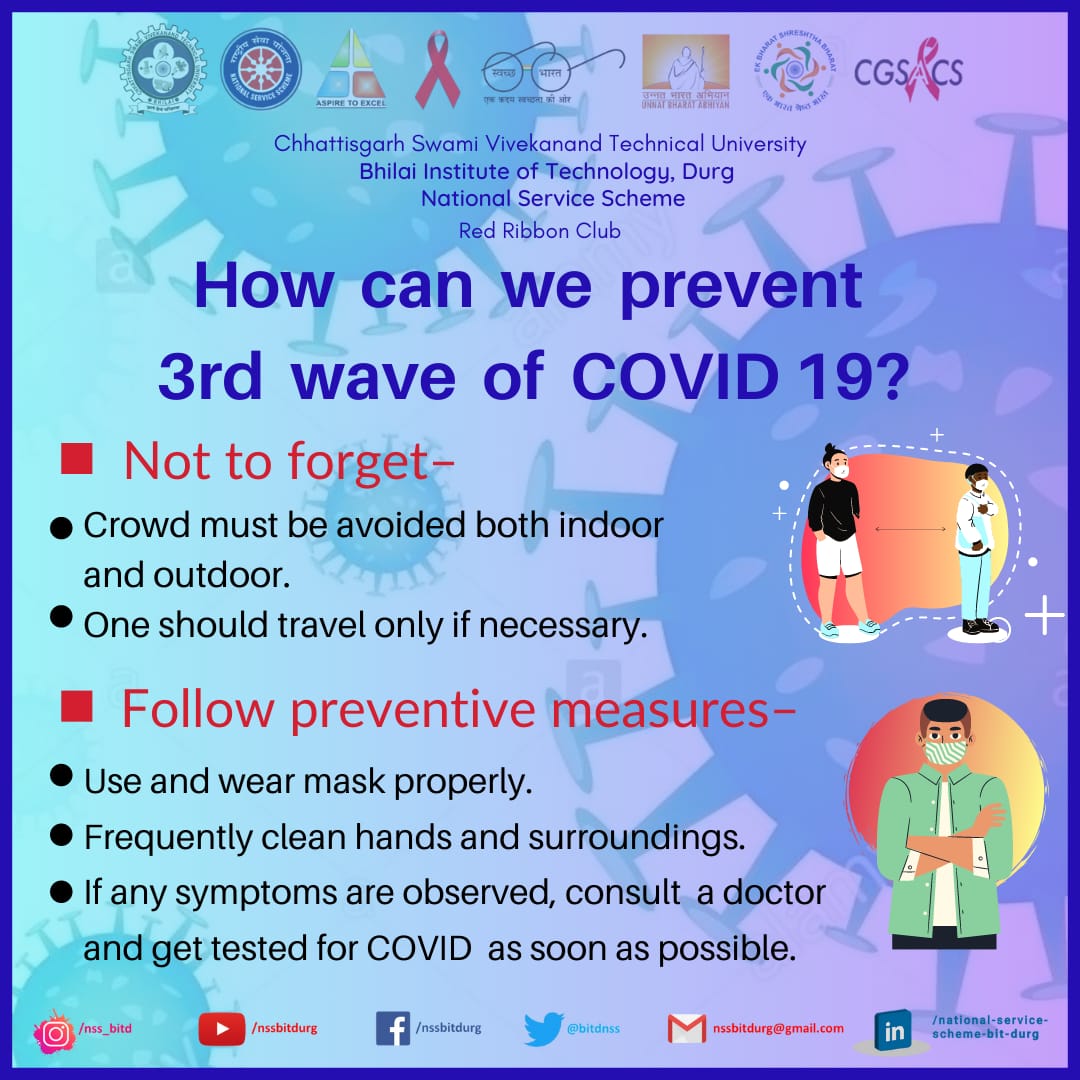 राष्ट्रीय सेवा योजना
NATIONAL SERVICE SCHEME
ASPIRE TO EXCEL
स्वच्छ भारत
एक कदम स्वच्छता की ओर
उन्नत भारत अभियान
UNNAT BHARAT ABHIYAN
EK BHARAT SHRESHTHA BHARAT
एक भारत श्रेष्ठ भारत
CGSACS
Chhattisgarh Swami Vivekanand Technical University
Bhilai Institute of Technology, Durg
National Service Scheme
Red Ribbon Club
How can we prevent
3rd wave of COVID 19?
Not to forget–
Crowd must be avoided both indoor
and outdoor.
One should travel only if necessary.
Follow preventive measures–
Use and wear mask properly.
Frequently clean hands and surroundings.
If any symptoms are observed, consult a doctor
and get tested for COVID as soon as possible.
/nss_bitd
/nssbitdurg
/nssbitdurg
@bitdnss
nssbitdurg@gmail.com
/national-service-
scheme-bit-durg